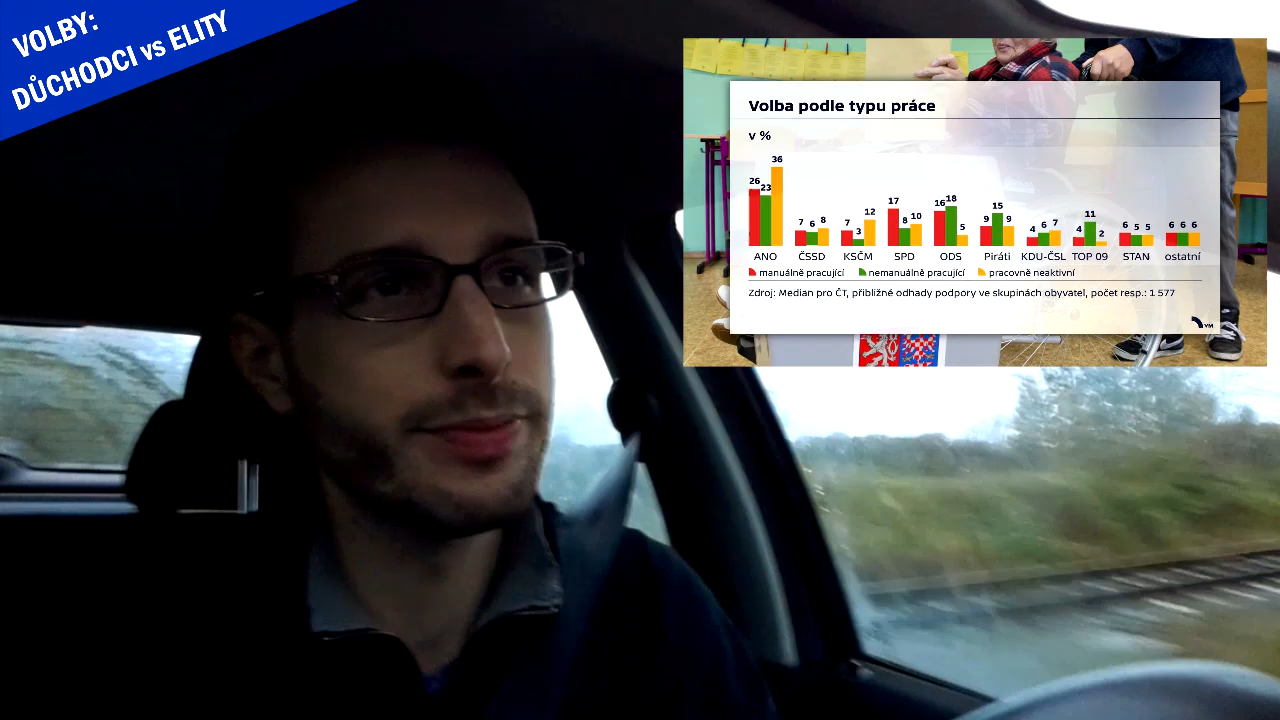 VOLBY:
DŮCHODCI vs ELITY
Volba podle typu práce
v %
26 23 36
7 6 8
7 3 12
17 8 10
16 18 5
9 15 9
4 6 7
4 11 2
6 5 5
6 6 6
ANO ČSSD KSČM SPD ODS Piráti KDU-ČSL TOP 09 STAN ostatní
manuálně pracující nemanuálně pracující pracovně neaktivní
Zdroj: Median pro ČT, přibližné odhady podpory ve skupinách obyvatel, počet resp.: 1 577
VM